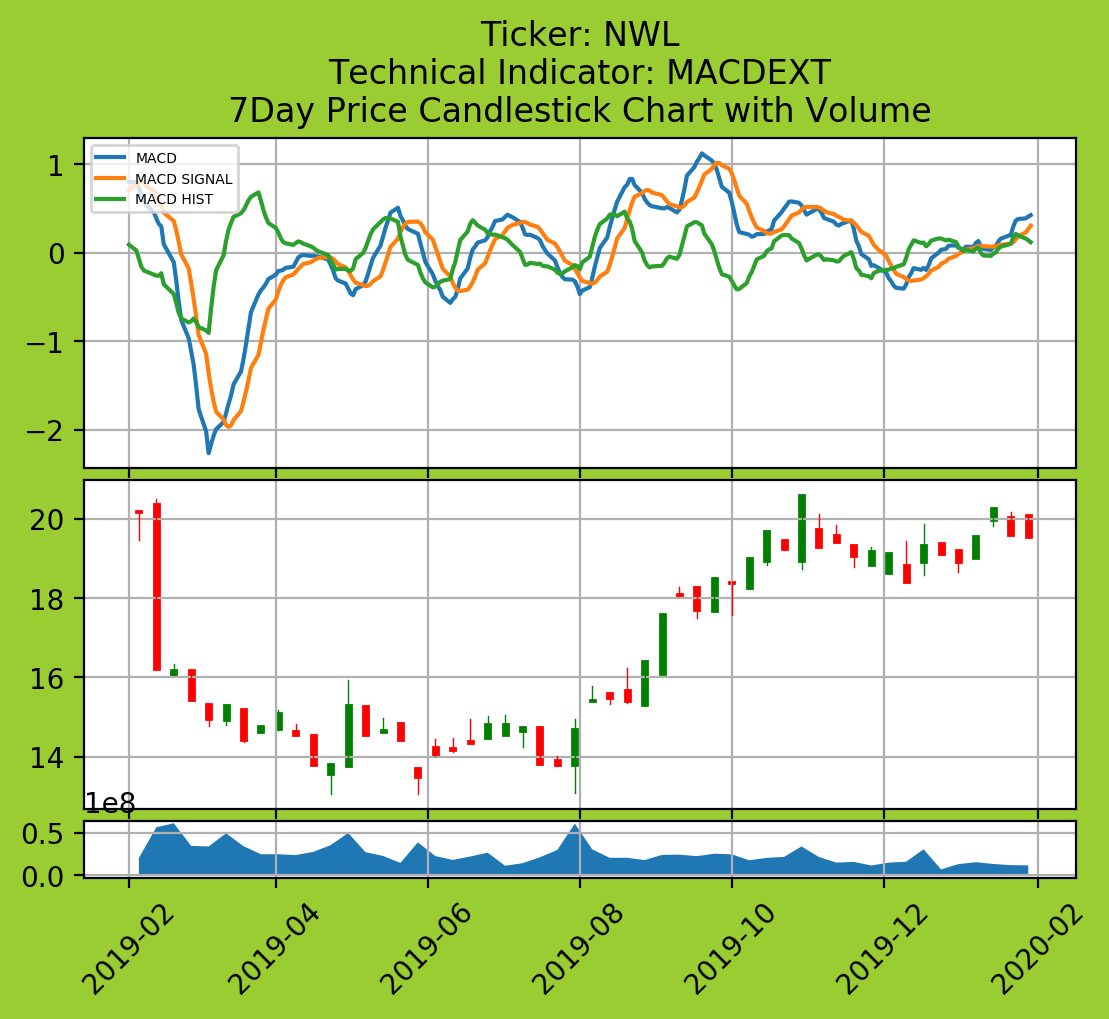 Ticker: NWL
Technical Indicator: MACDEXT
7Day Price Candlestick Chart with Volume
MACD
MACD SIGNAL
MACD HIST
1
0
−1
−2
20
18
16
14
1e8
0.5
0.0
2019-02
2019-04
2019-06
2019-08
2019-10
2019-12
2020-02